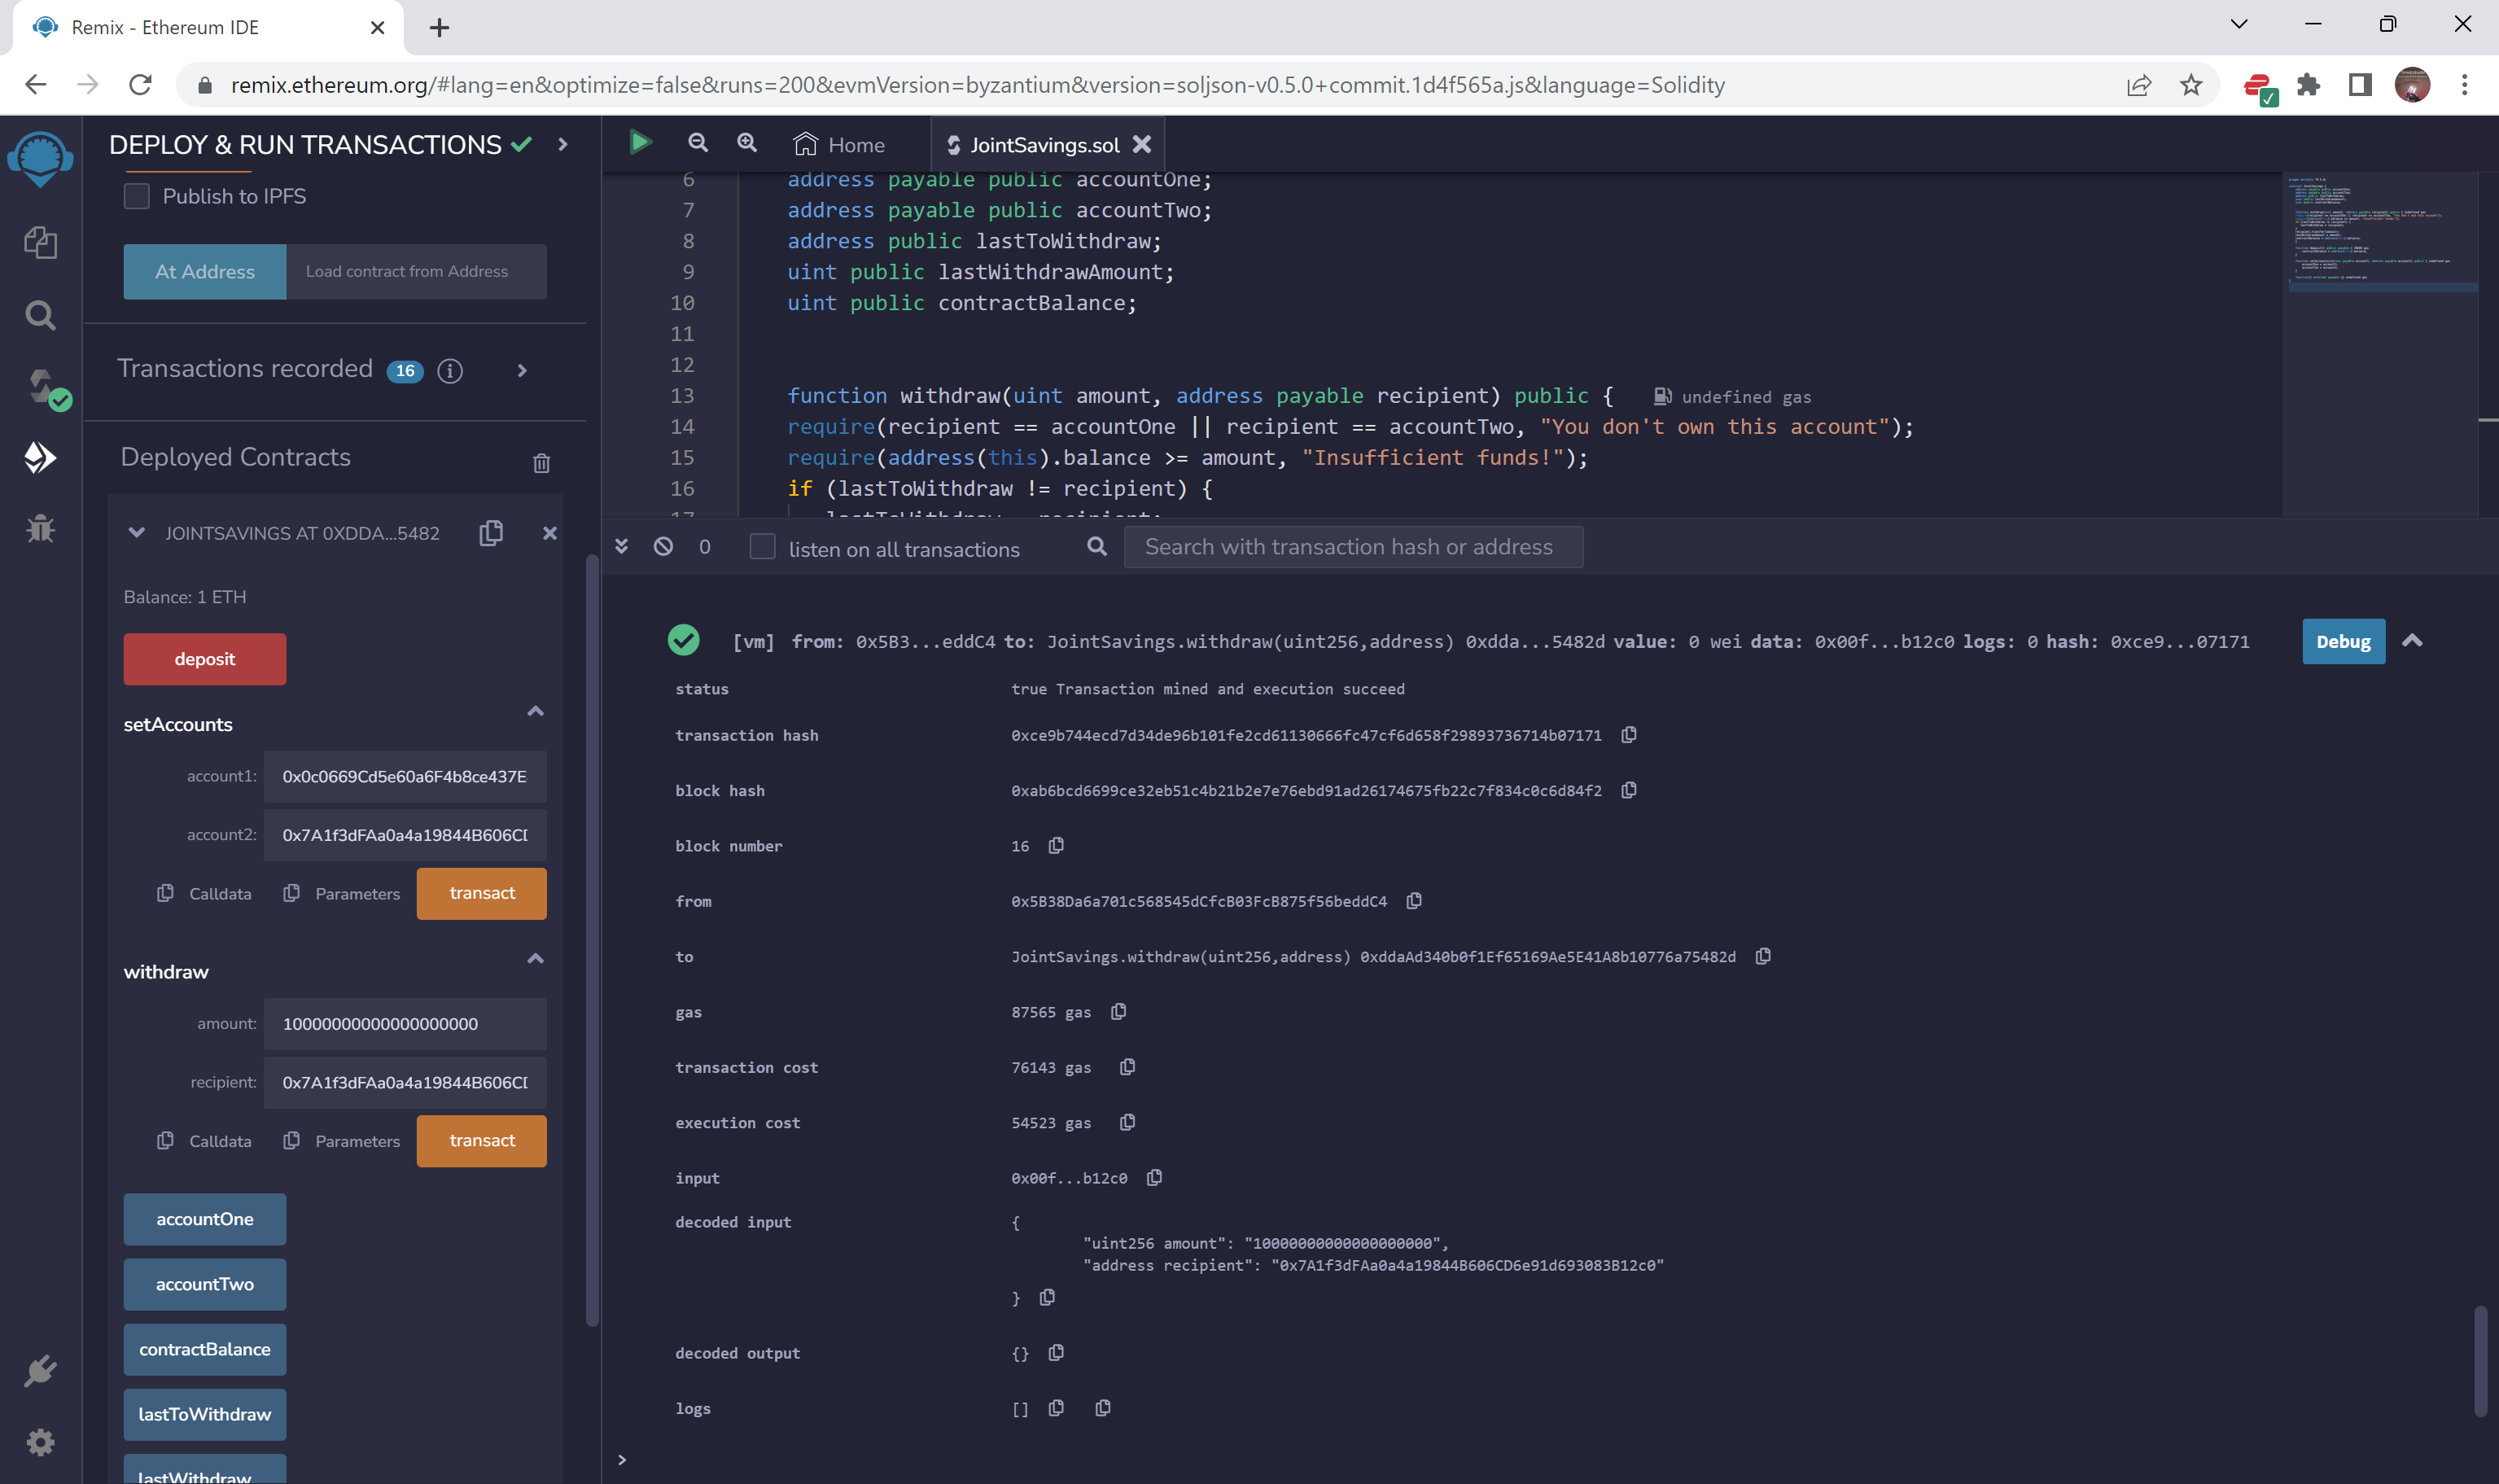 Remix - Ethereum IDE
remix.ethereum.org/#lang=en&optimize=false&runs=200&evmVersion=byzantium&version=soljson-v0.5.0+commit.1d4f565a.js&language=Solidity
DEPLOY & RUN TRANSACTIONS
Publish to IPFS
At Address
Load contract from Address
Transactions recorded 16
Deployed Contracts
JOINTSAVINGS AT 0XDDA...5482
Balance: 1 ETH
deposit
setAccounts
account1: 0x0c0669Cd5e60a6F4b8ce437E
account2: 0x7A1f3dFAa0a4a19844B606CD
Calldata Parameters transact
withdraw
amount: 10000000000000000000
recipient: 0x7A1f3dFAa0a4a19844B606CD
Calldata Parameters transact
accountOne
accountTwo
contractBalance
lastToWithdraw
lastWithdraw
Home JointSavings.sol
6 address payable public accountOne;
7 address payable public accountTwo;
8 address public lastToWithdraw;
9 uint public lastWithdrawAmount;
10 uint public contractBalance;
11
12
13 function withdraw(uint amount, address payable recipient) public { undefined gas
14 require(recipient == accountOne || recipient == accountTwo, "You don't own this account");
15 require(address(this).balance >= amount, "Insufficient funds!");
16 if (lastToWithdraw != recipient) {
17 lastToWithdraw = recipient;
0 listen on all transactions Search with transaction hash or address
[vm] from: 0x5B3...eddC4 to: JointSavings.withdraw(uint256,address) 0xdda...5482d value: 0 wei data: 0x00f...b12c0 logs: 0 hash: 0xce9...07171
Debug
status true Transaction mined and execution succeed
transaction hash 0xce9b744ecd7d34de96b101fe2cd61130666fc47cf6d658f29893736714b07171
block hash 0xab6bcd6699ce32eb51c4b21b2e7e76ebd91ad26174675fb22c7f834c0c6d84f2
block number 16
from 0x5B38Da6a701c568545dCfcB03FcB875f56beddC4
to JointSavings.withdraw(uint256,address) 0xddaAd340b0f1Ef65169Ae5E41A8b10776a75482d
gas 87565 gas
transaction cost 76143 gas
execution cost 54523 gas
input 0x00f...b12c0
decoded input {
"uint256 amount": "10000000000000000000",
"address recipient": "0x7A1f3dFAa0a4a19844B606CD6e91d693083B12c0"
}
decoded output {}
logs []
>